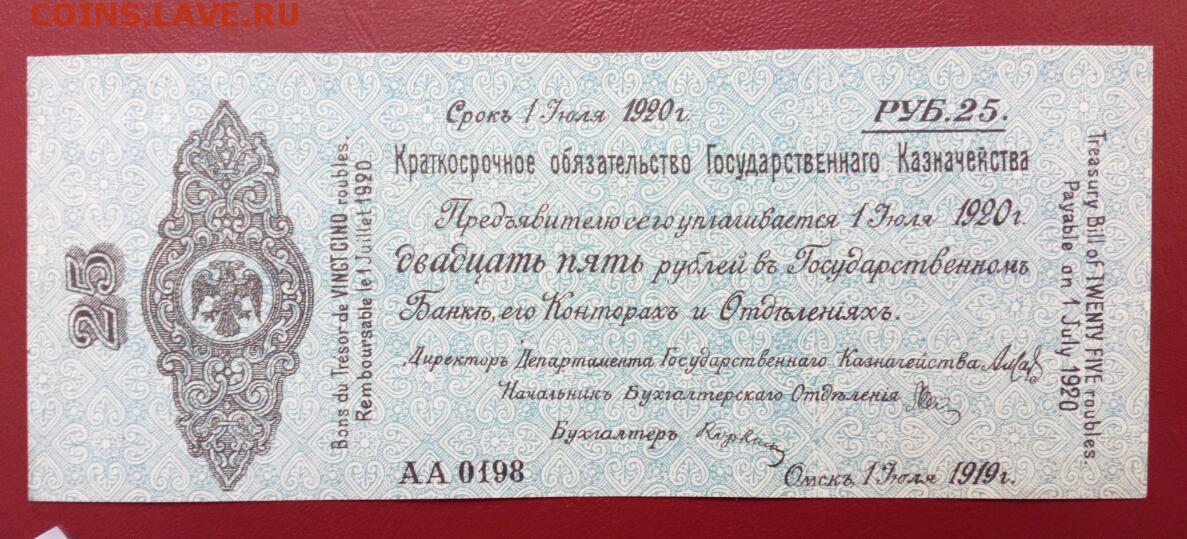 COINS.LAVE.RU
Срокъ 1 Июля 1920 г.
РУБ. 25.
Краткосрочное обязательство Государственнаго Казначейства
Предъявителю сего уплачивается 1 Июля 1920 г.
двадцать пять рублей въ Государственномъ
Банкѣ, его Конторахъ и Отдѣленіяхъ.
Директоръ Департамента Государственнаго Казначейства
Начальникъ Бухгалтерскаго Отдѣленія
Бухгалтеръ
АА 0198
Омскъ, 1 Июля 1919 г.
25
Bons du Trésor de VINGT CINQ roubles.
Remboursable le 1 Juillet 1920
Treasury Bill of TWENTY FIVE roubles.
Payable on 1 July 1920